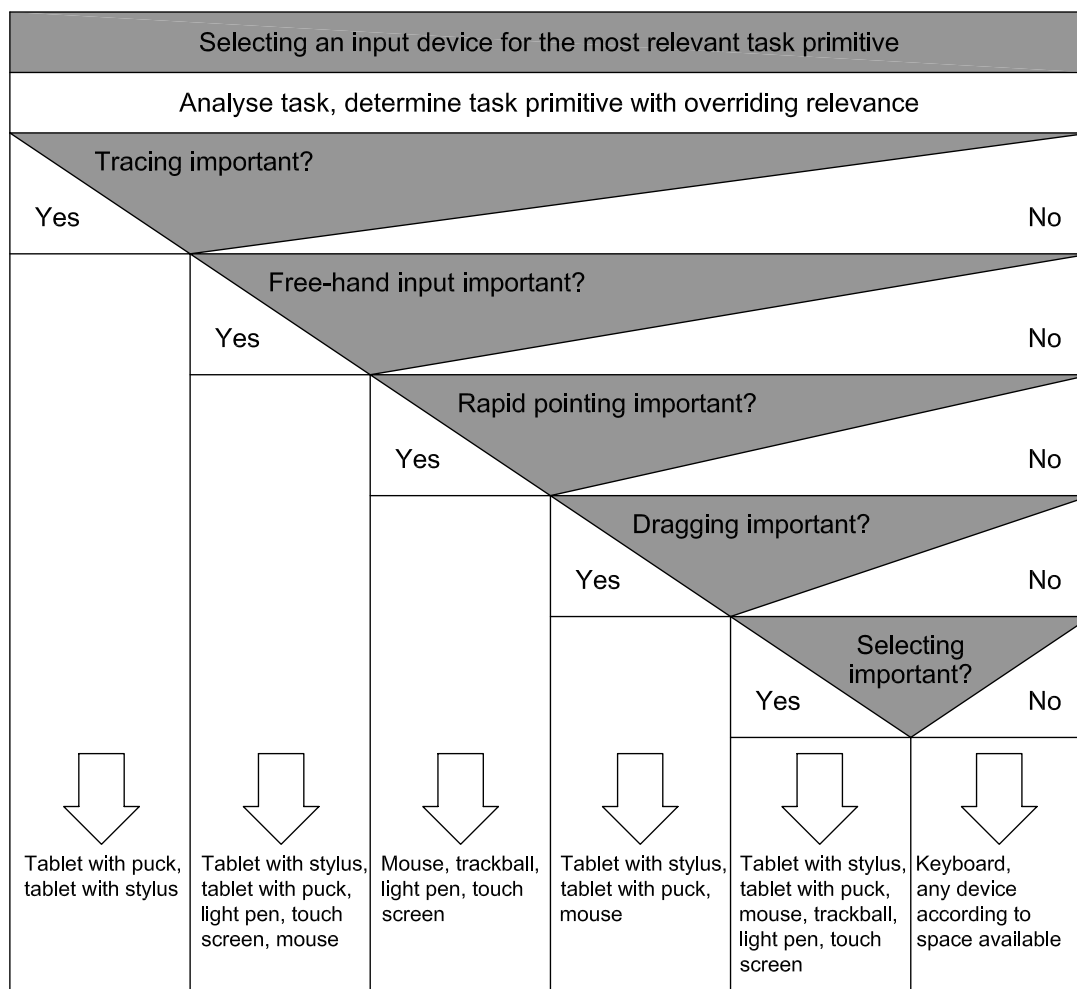 Selecting an input device for the most relevant task primitive
Analyse task, determine task primitive with overriding relevance
Tracing important?
Yes
No
Free-hand input important?
Yes
No
Rapid pointing important?
Yes
No
Dragging important?
Yes
No
Selecting
important?
Yes
No
Tablet with puck,
tablet with stylus
Tablet with stylus,
tablet with puck,
light pen, touch
screen, mouse
Mouse, trackball,
light pen, touch
screen
Tablet with stylus,
tablet with puck,
mouse
Tablet with stylus,
tablet with puck,
mouse, trackball,
light pen, touch
screen
Keyboard,
any device
according to
space available